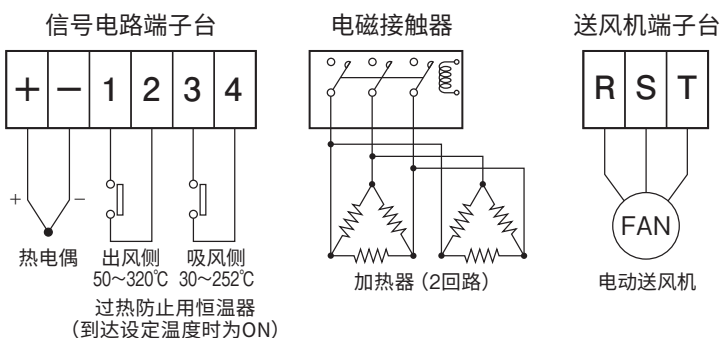 信号电路端子台
电磁接触器
送风机端子台
+ − 1 2 3 4
R S T
+ −
FAN
热电偶
出风侧
50～320℃
吸风侧
30～252℃
加热器（2回路）
电动送风机
过热防止用恒温器
（到达设定温度时为ON）